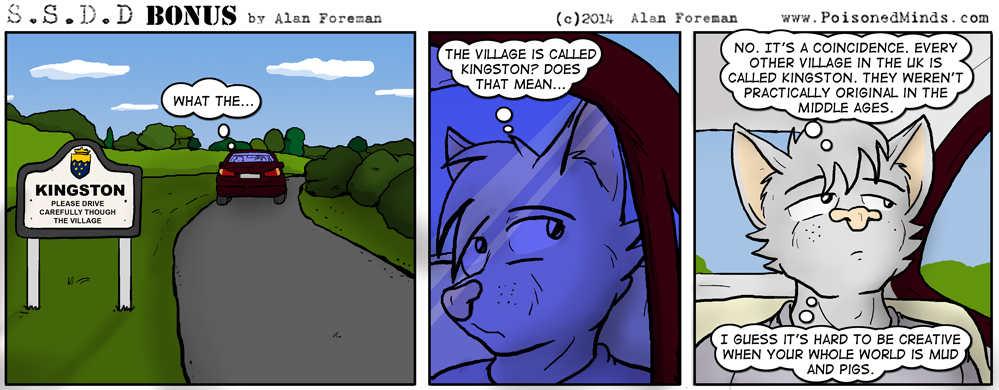 S.S.D.D BONUS by Alan Foreman (c)2014 Alan Foreman www.PoisonedMinds.com
WHAT THE...
KINGSTON
PLEASE DRIVE
CAREFULLY THOUGH
THE VILLAGE
THE VILLAGE IS CALLED
KINGSTON? DOES
THAT MEAN...
NO. IT'S A COINCIDENCE. EVERY
OTHER VILLAGE IN THE UK IS
CALLED KINGSTON. THEY WEREN'T
PRACTICALLY ORIGINAL IN THE
MIDDLE AGES.
I GUESS IT'S HARD TO BE CREATIVE
WHEN YOUR WHOLE WORLD IS MUD
AND PIGS.